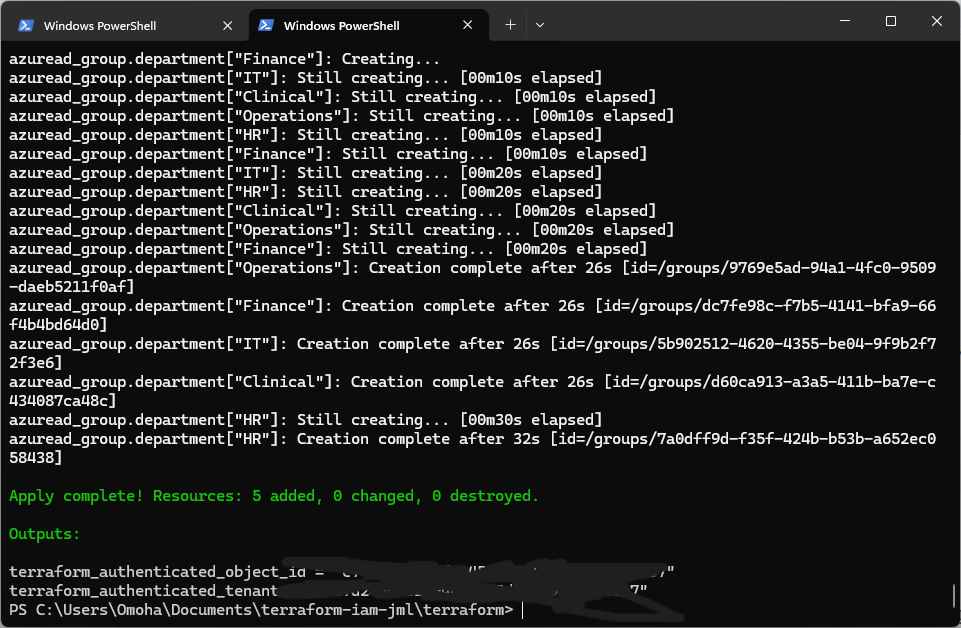 Windows PowerShell
Windows PowerShell
azuread_group.department["Finance"]: Creating...
azuread_group.department["IT"]: Still creating... [00m10s elapsed]
azuread_group.department["Clinical"]: Still creating... [00m10s elapsed]
azuread_group.department["Operations"]: Still creating... [00m10s elapsed]
azuread_group.department["HR"]: Still creating... [00m10s elapsed]
azuread_group.department["Finance"]: Still creating... [00m10s elapsed]
azuread_group.department["IT"]: Still creating... [00m20s elapsed]
azuread_group.department["HR"]: Still creating... [00m20s elapsed]
azuread_group.department["Clinical"]: Still creating... [00m20s elapsed]
azuread_group.department["Operations"]: Still creating... [00m20s elapsed]
azuread_group.department["Finance"]: Still creating... [00m20s elapsed]
azuread_group.department["Operations"]: Creation complete after 26s [id=/groups/9769e5ad-94a1-4fc0-9509
-daeb5211f0af]
azuread_group.department["Finance"]: Creation complete after 26s [id=/groups/dc7fe98c-f7b5-4141-bfa9-66
f4b4bd64d0]
azuread_group.department["IT"]: Creation complete after 26s [id=/groups/5b902512-4620-4355-be04-9f9b2f7
2f3e6]
azuread_group.department["Clinical"]: Creation complete after 26s [id=/groups/d60ca913-a3a5-411b-ba7e-c
434087ca48c]
azuread_group.department["HR"]: Still creating... [00m30s elapsed]
azuread_group.department["HR"]: Creation complete after 32s [id=/groups/7a0dff9d-f35f-424b-b53b-a652ec0
58438]
Apply complete! Resources: 5 added, 0 changed, 0 destroyed.
Outputs:
terraform_authenticated_object_id =
terraform_authenticated_tenant
PS C:\Users\Omoha\Documents\terraform-iam-jml\terraform>